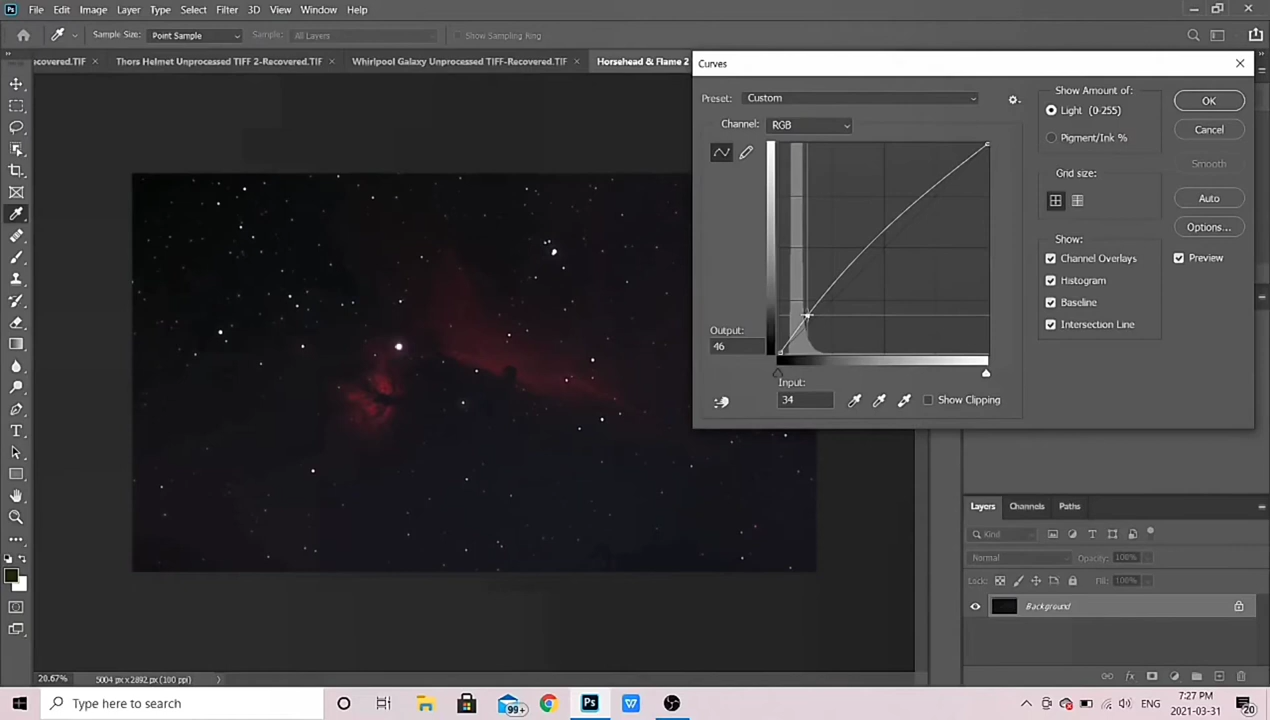 Ps File Edit Image Layer Type Select Filter 3D View Window Help
Sample Size: Point Sample Sample: All Layers Show Sampling Ring
covered.TIF × Thors Helmet Unprocessed TIFF 2-Recovered.TIF × Whirlpool Galaxy Unprocessed TIFF-Recovered.TIF × Horsehead & Flame 2
Curves
Preset: Custom
Channel: RGB
Output:
46
Input:
34
Show Clipping
Show Amount of:
Light (0-255)
Pigment/Ink %
Grid size:
Show:
Channel Overlays
Histogram
Baseline
Intersection Line
OK
Cancel
Smooth
Auto
Options...
Preview
Layers Channels Paths
Kind
Normal Opacity: 100%
Lock: Fill: 100%
Background
fx
20.67% 5004 px x 2892 px (100 ppi)
Type here to search
99+
Ps
W
ENG
7:27 PM
2021-03-31
20